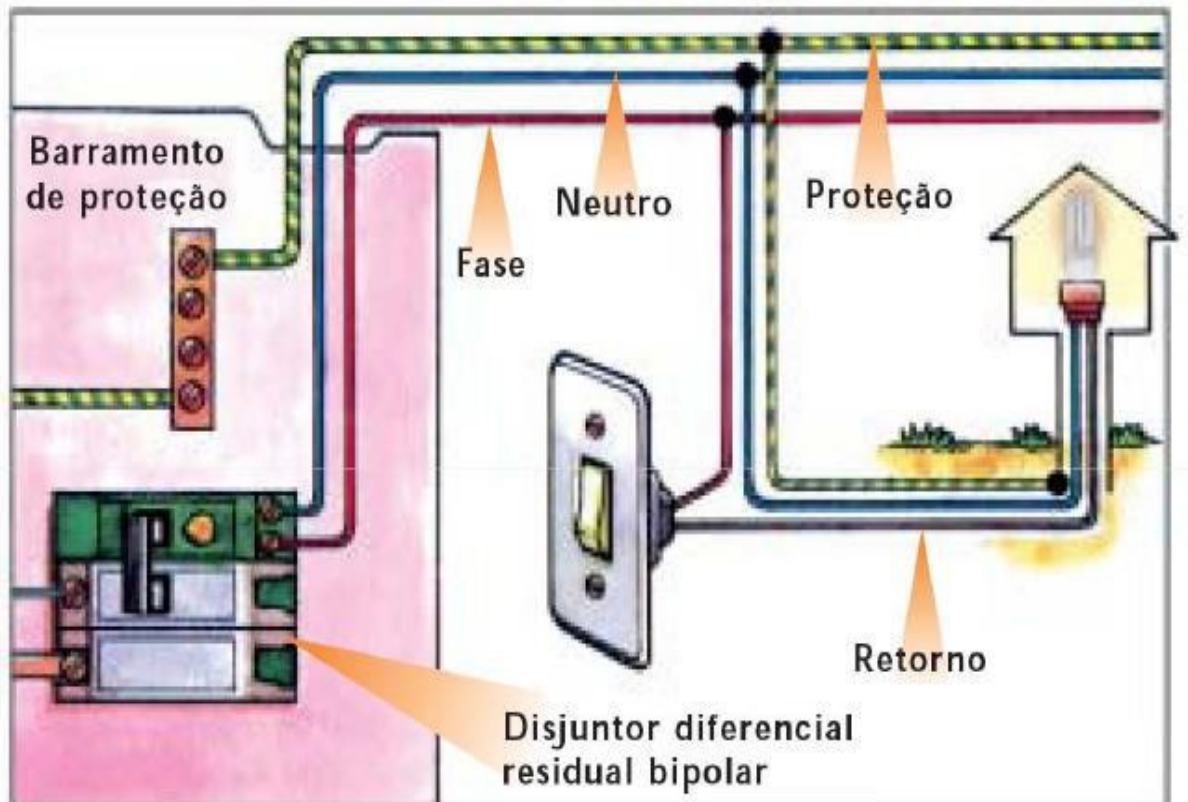 Barramento
de proteção
Fase
Neutro
Proteção
Retorno
Disjuntor diferencial
residual bipolar